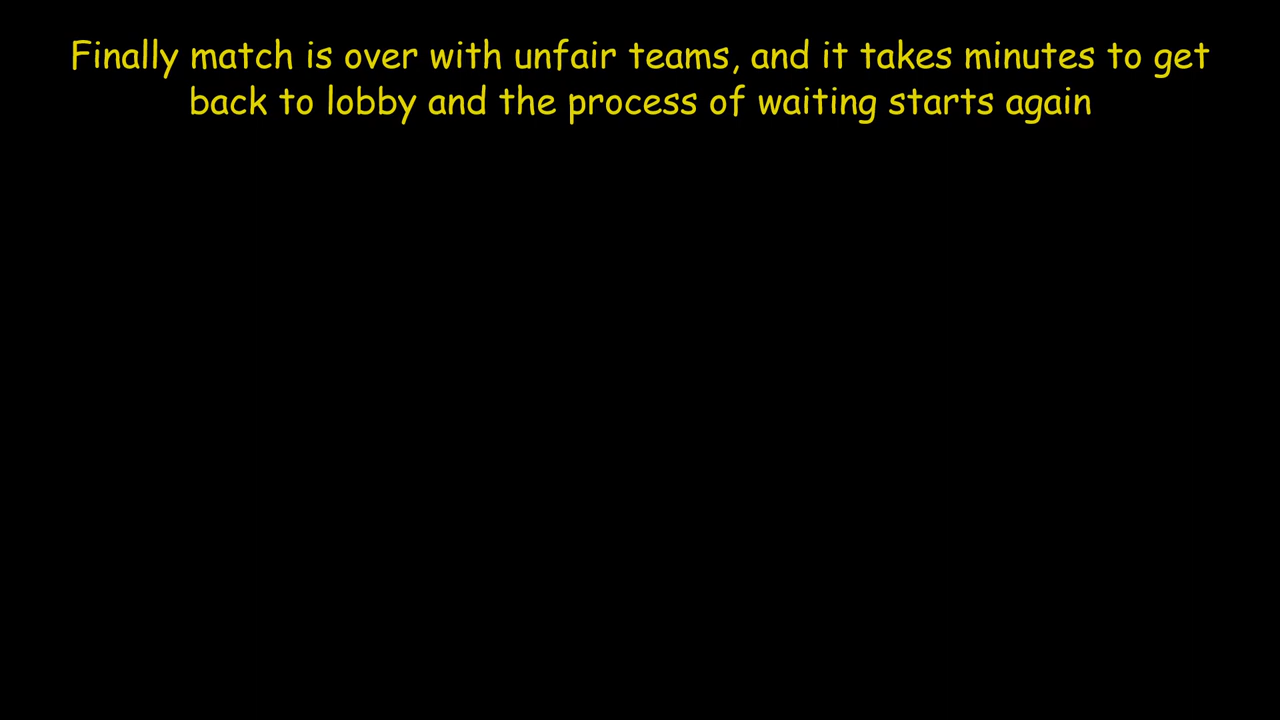 Finally match is over with unfair teams, and it takes minutes to get
back to lobby and the process of waiting starts again